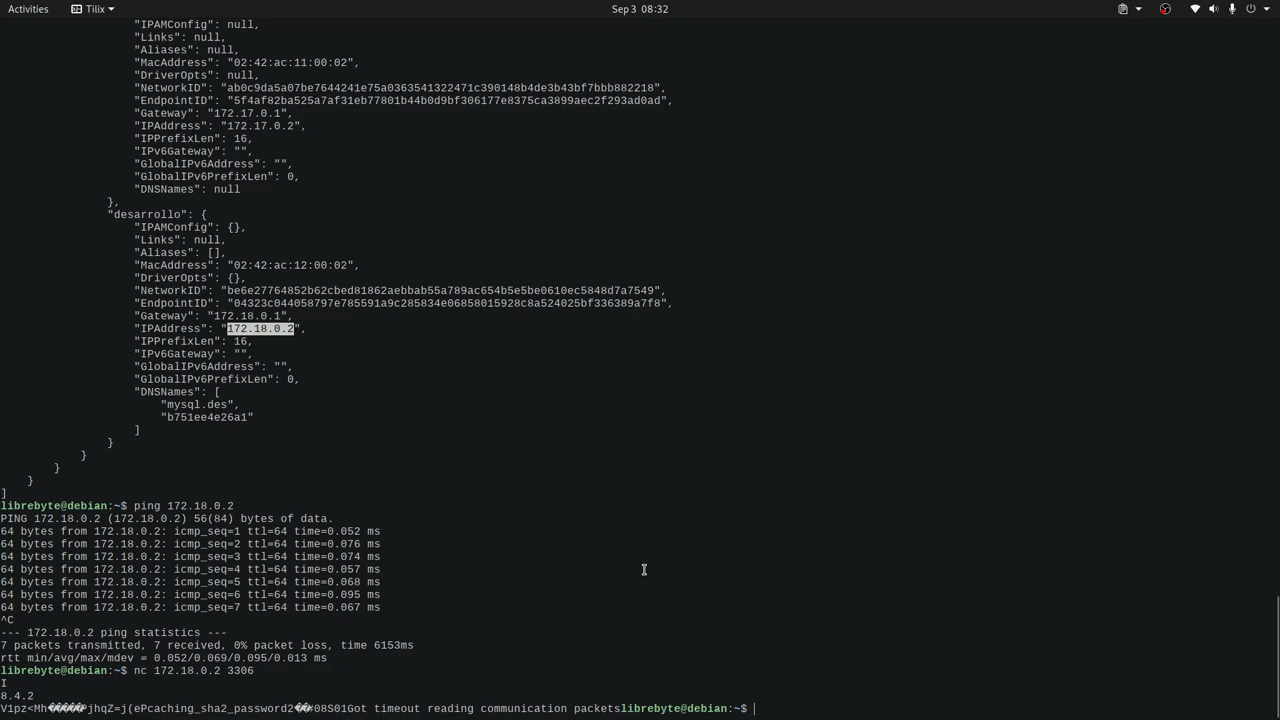 Activities
Tilix
Sep 3 08:32
"IPAMConfig": null,
"Links": null,
"Aliases": null,
"MacAddress": "02:42:ac:11:00:02",
"DriverOpts": null,
"NetworkID": "ab0c9da5a07be7644241e75a0363541322471c390148b4de3b43bf7bbb882218",
"EndpointID": "5f4af82ba525a7af31eb77801b44b0d9bf306177e8375ca3899aec2f293ad0ad",
"Gateway": "172.17.0.1",
"IPAddress": "172.17.0.2",
"IPPrefixLen": 16,
"IPv6Gateway": "",
"GlobalIPv6Address": "",
"GlobalIPv6PrefixLen": 0,
"DNSNames": null
},
"desarrollo": {
"IPAMConfig": {},
"Links": null,
"Aliases": [],
"MacAddress": "02:42:ac:12:00:02",
"DriverOpts": {},
"NetworkID": "be6e27764852b62cbed81862aebbab55a789ac654b5e5be0610ec5848d7a7549",
"EndpointID": "04323c044058797e785591a9c285834e06858015928c8a524025bf336389a7f8",
"Gateway": "172.18.0.1",
"IPAddress": "172.18.0.2",
"IPPrefixLen": 16,
"IPv6Gateway": "",
"GlobalIPv6Address": "",
"GlobalIPv6PrefixLen": 0,
"DNSNames": [
"mysql.des",
"b751ee4e26a1"
]
}
}
}
}
]
librebyte@debian:~$ ping 172.18.0.2
PING 172.18.0.2 (172.18.0.2) 56(84) bytes of data.
64 bytes from 172.18.0.2: icmp_seq=1 ttl=64 time=0.052 ms
64 bytes from 172.18.0.2: icmp_seq=2 ttl=64 time=0.076 ms
64 bytes from 172.18.0.2: icmp_seq=3 ttl=64 time=0.074 ms
64 bytes from 172.18.0.2: icmp_seq=4 ttl=64 time=0.057 ms
64 bytes from 172.18.0.2: icmp_seq=5 ttl=64 time=0.068 ms
64 bytes from 172.18.0.2: icmp_seq=6 ttl=64 time=0.095 ms
64 bytes from 172.18.0.2: icmp_seq=7 ttl=64 time=0.067 ms
^C
--- 172.18.0.2 ping statistics ---
7 packets transmitted, 7 received, 0% packet loss, time 6153ms
rtt min/avg/max/mdev = 0.052/0.069/0.095/0.013 ms
librebyte@debian:~$ nc 172.18.0.2 3306
I
8.4.2
V1pz<Mh�����PjhqZ=j(ePcaching_sha2_password2��#08S01Got timeout reading communication packetslibrebyte@debian:~$